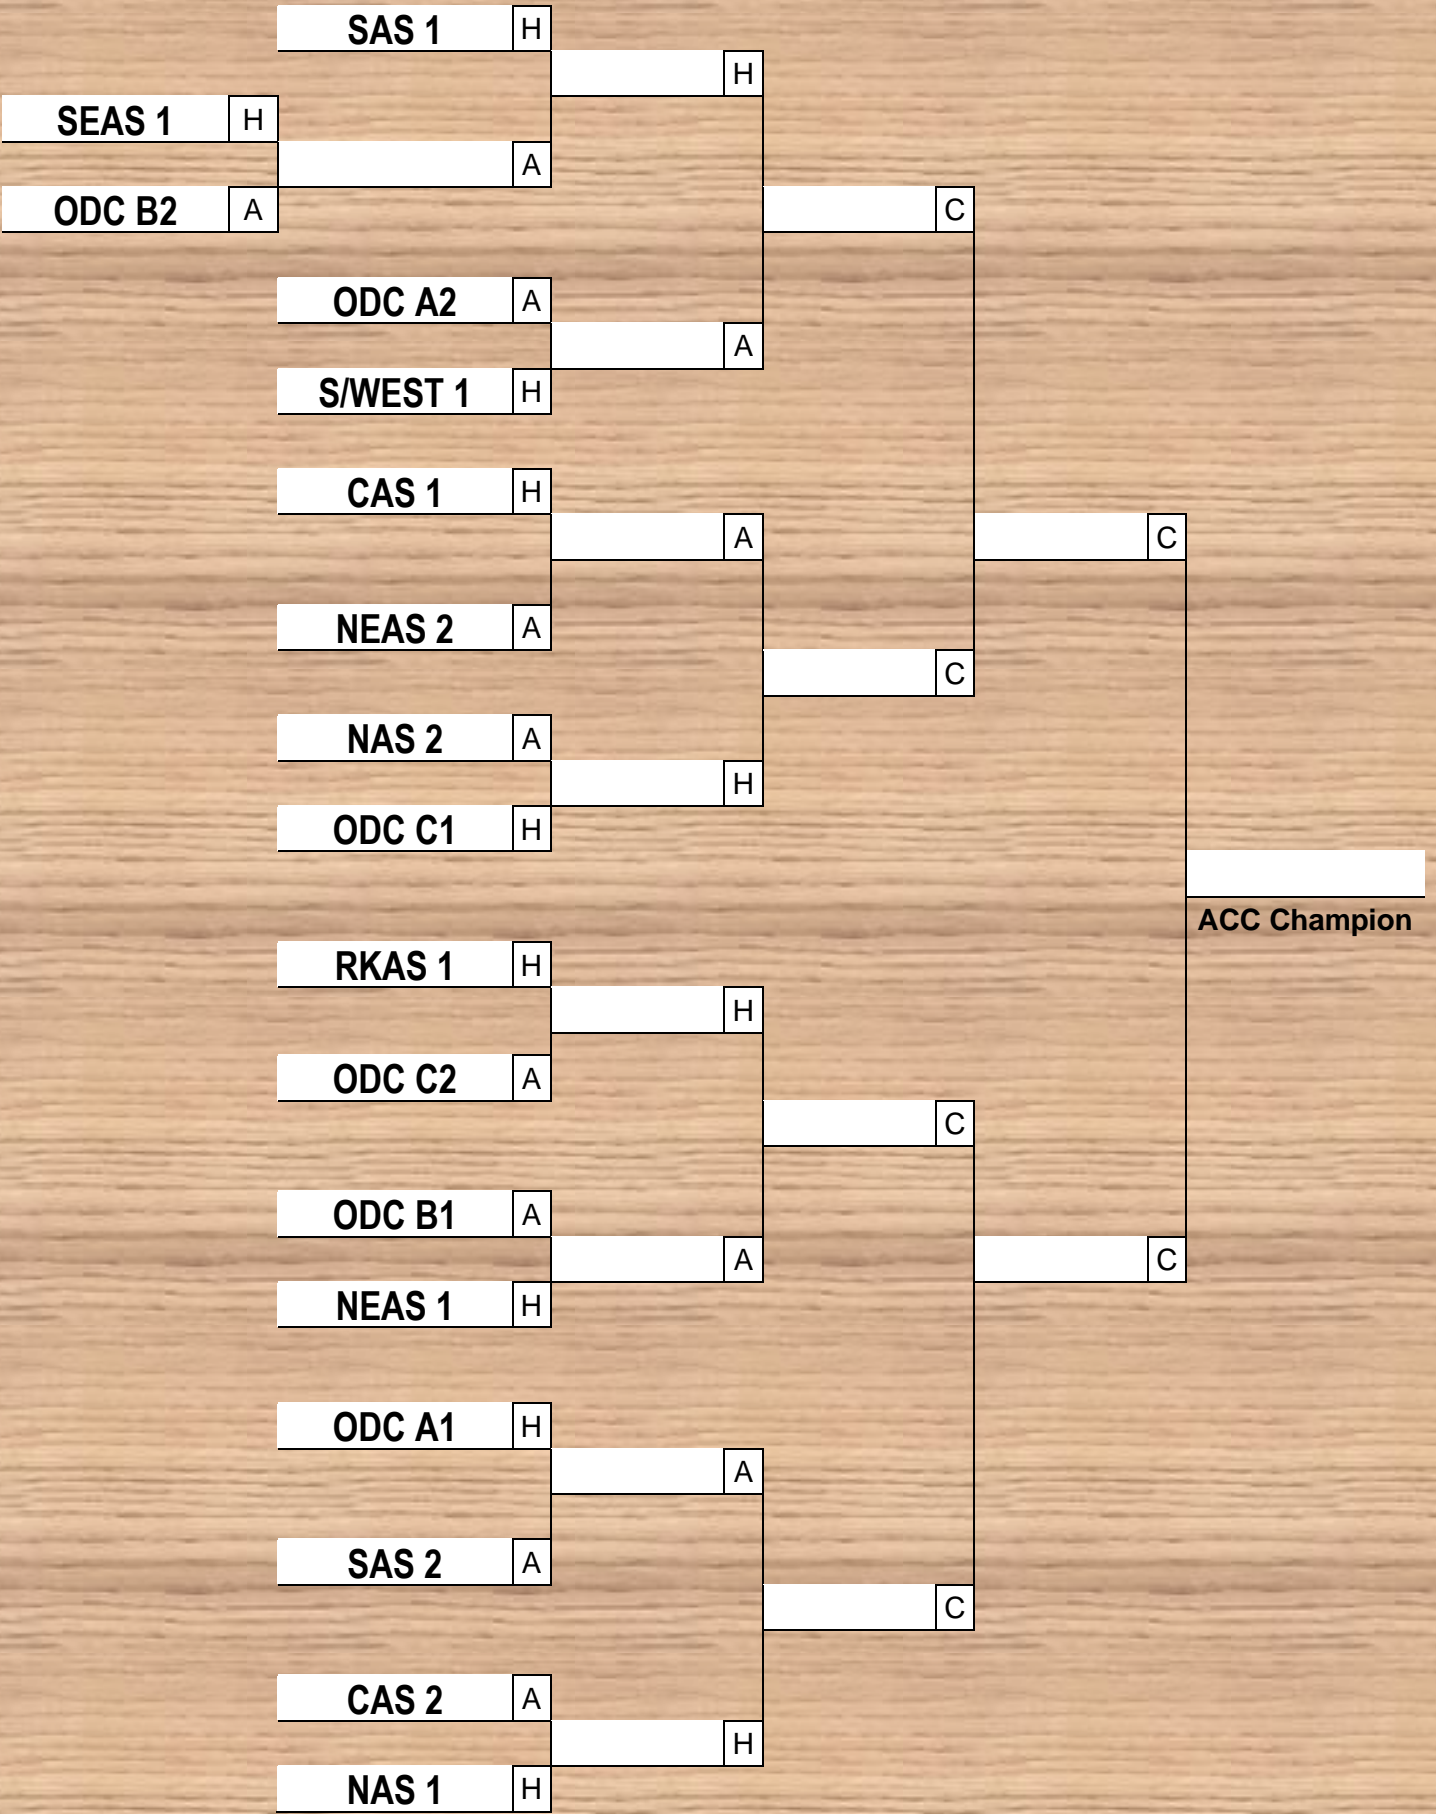 SAS 1 H
H
SEAS 1 H
A
ODC B2 A
C
ODC A2 A
A
S/WEST 1 H
CAS 1 H
A
C
NEAS 2 A
C
NAS 2 A
H
ODC C1 H
ACC Champion
RKAS 1 H
H
ODC C2 A
C
ODC B1 A
A
C
NEAS 1 H
ODC A1 H
A
SAS 2 A
C
CAS 2 A
H
NAS 1 H